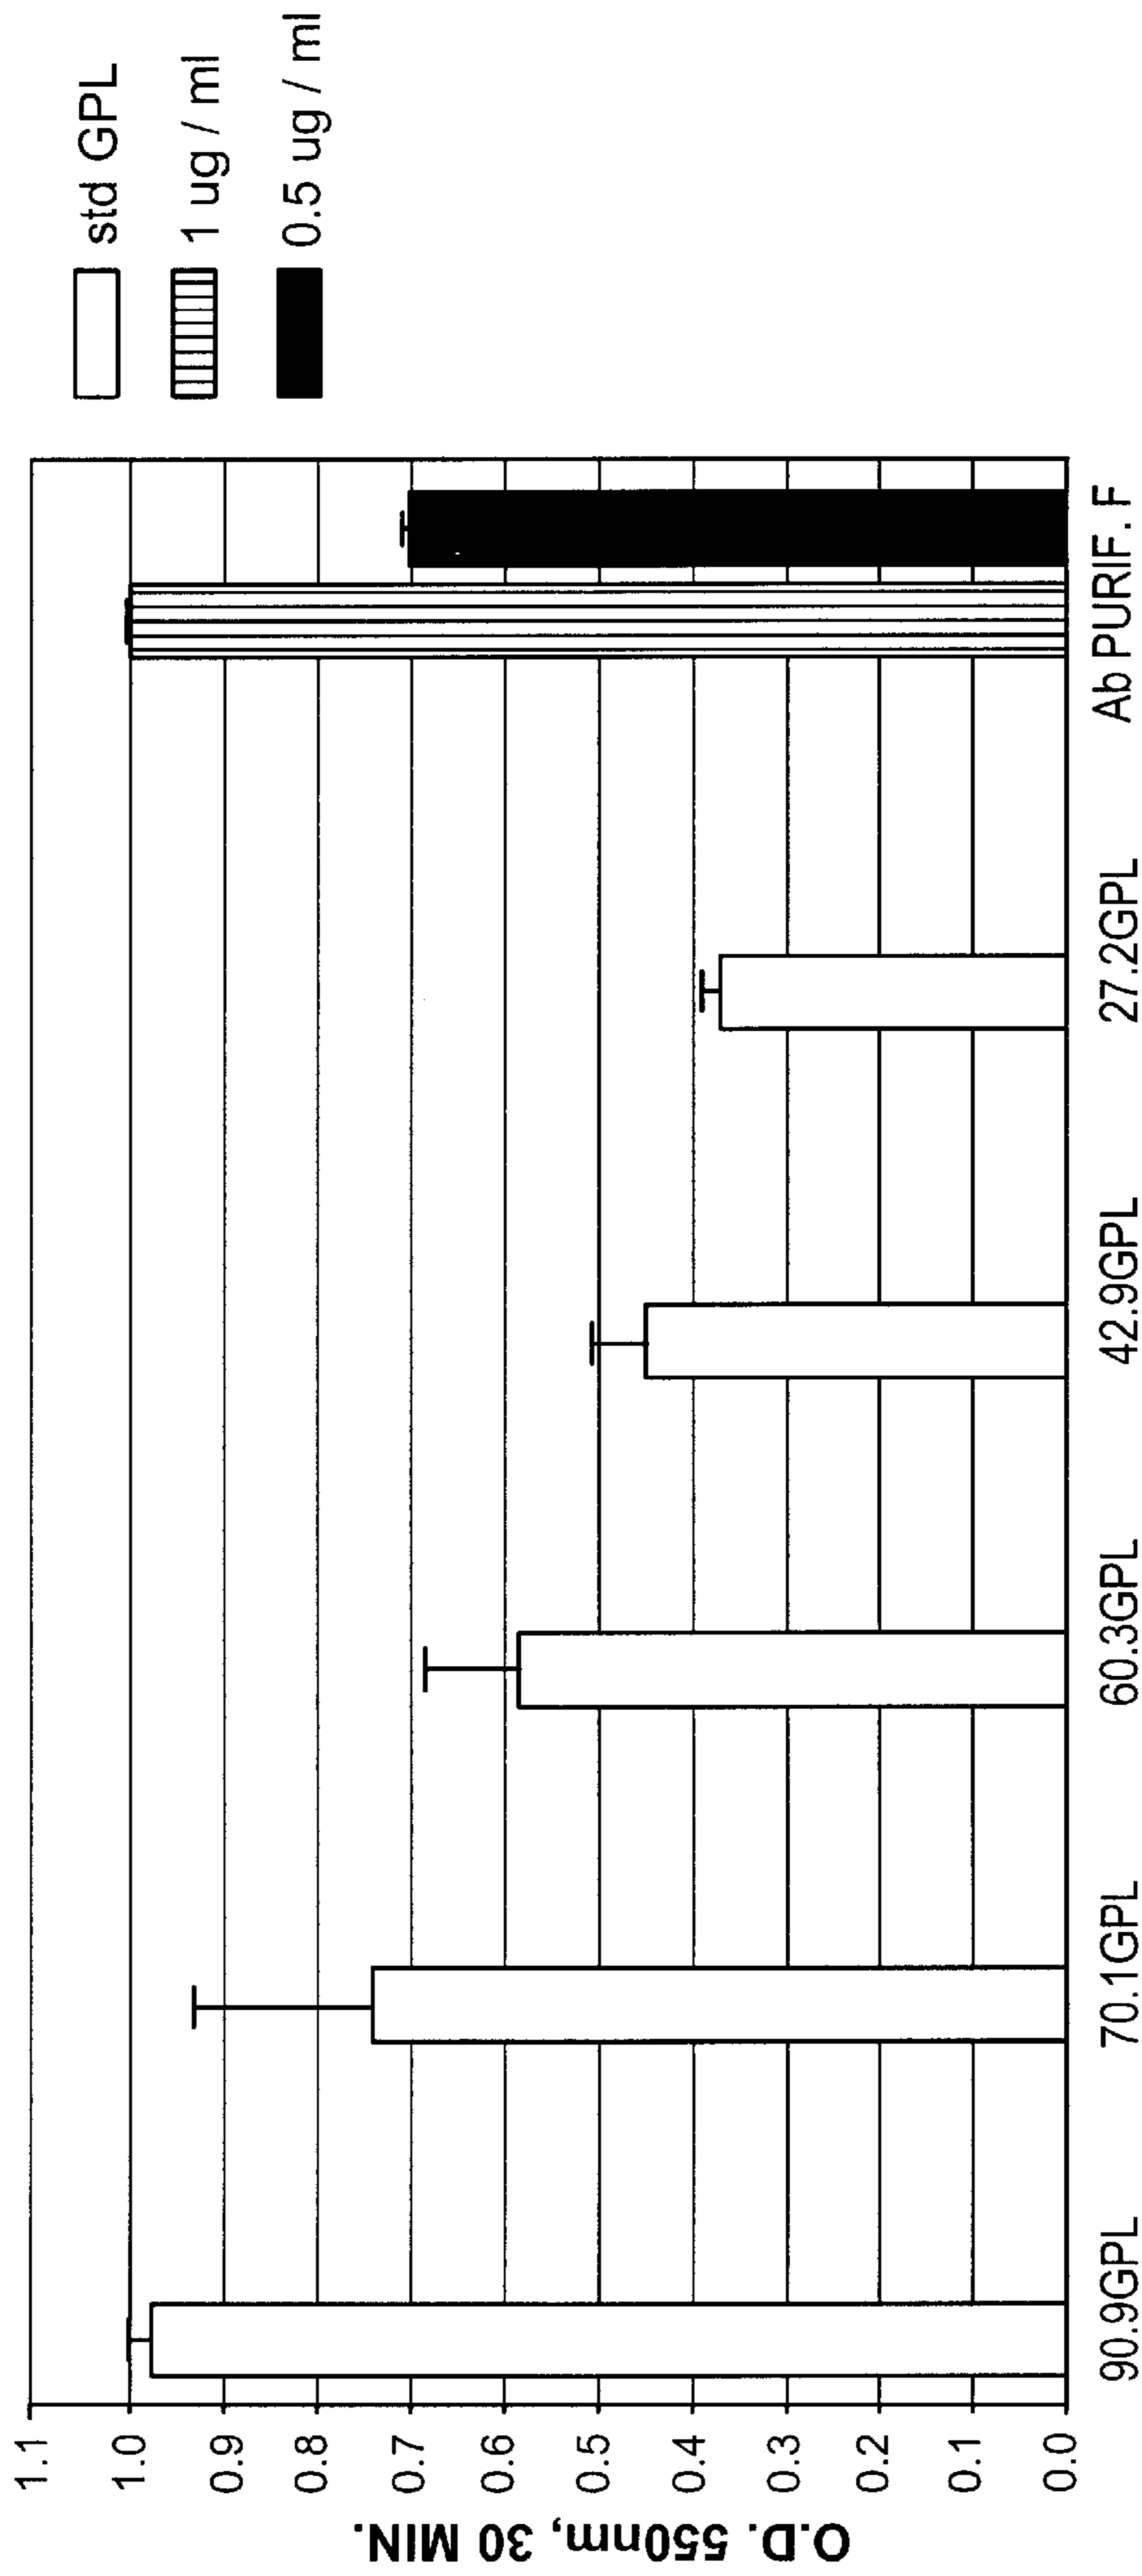 std GPL
1 ug / ml
0.5 ug / ml
O.D. 550nm, 30 MIN.
1.1
1.0
0.9
0.8
0.7
0.6
0.5
0.4
0.3
0.2
0.1
0.0
90.9GPL 70.1GPL 60.3GPL 42.9GPL 27.2GPL Ab PURIF. F